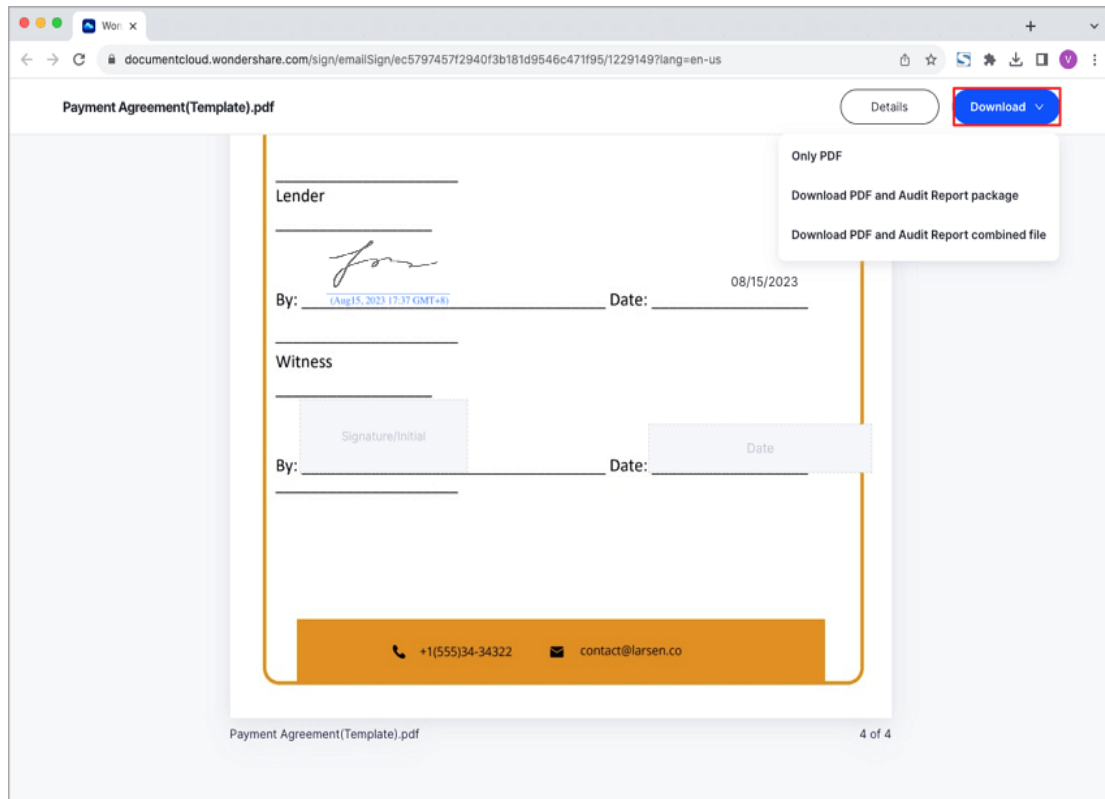 Won
documentcloud.wondershare.com/sign/emailSign/ec5797457f2940f3b181d9546c471f95/1229149?lang=en-us
V
Payment Agreement(Template).pdf
Details
Download
Only PDF
Download PDF and Audit Report package
Download PDF and Audit Report combined file
Lender
08/15/2023
By: (Aug15, 2023 17:37 GMT+8) Date:
Witness
Signature/Initial
Date
By: Date:
+1(555)34-34322 contact@larsen.co
Payment Agreement(Template).pdf 4 of 4